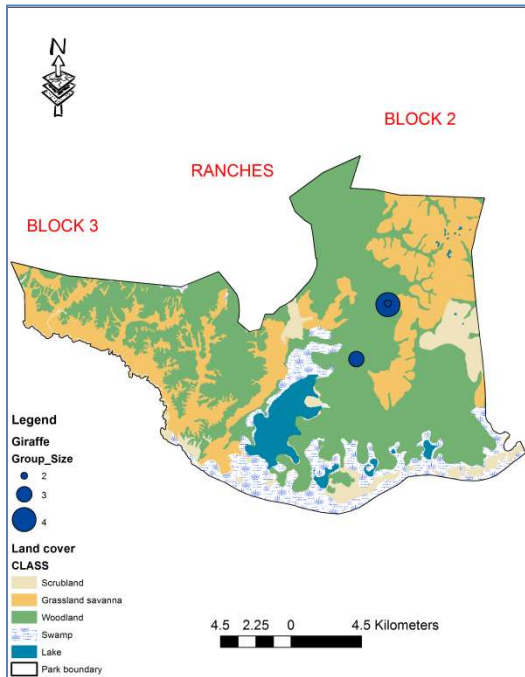 N
BLOCK 2
RANCHES
BLOCK 3
Legend
Giraffe
Group_Size
2
3
4
Land cover
CLASS
Scrubland
Grassland savanna
Woodland
Swamp
Lake
Park boundary
4.5 2.25 0 4.5 Kilometers